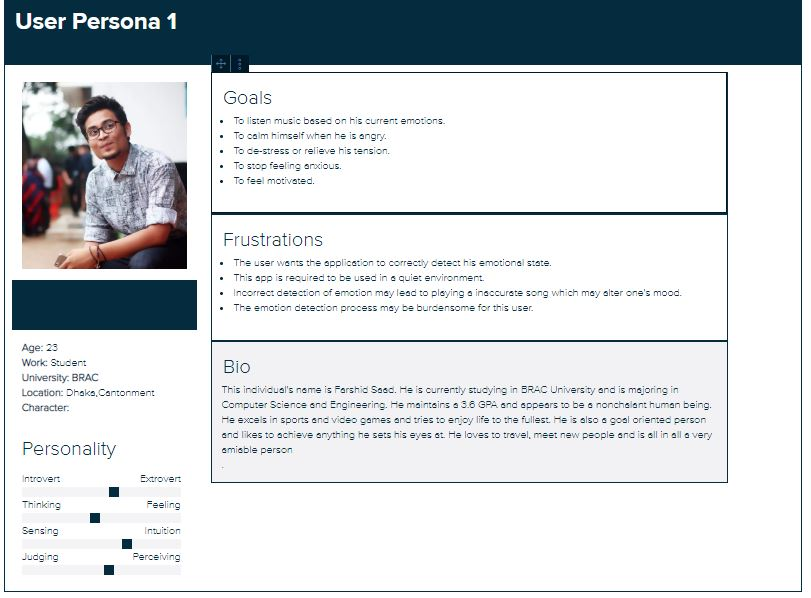 User Persona 1
Goals
To listen music based on his current emotions.
To calm himself when he is angry.
To de-stress or relieve his tension.
To stop feeling anxious.
To feel motivated.
Frustrations
The user wants the application to correctly detect his emotional state.
This app is required to be used in a quiet environment.
Incorrect detection of emotion may lead to playing a inaccurate song which may alter one's mood.
The emotion detection process may be burdensome for this user.
Bio
This individual's name is Farshid Saad. He is currently studying in BRAC University and is majoring in
Computer Science and Engineering. He maintains a 3.6 GPA and appears to be a nonchalant human being.
He excels in sports and video games and tries to enjoy life to the fullest. He is also a goal oriented person
and likes to achieve anything he sets his eyes at. He loves to travel, meet new people and is all in all a very
amiable person
.
Age: 23
Work: Student
University: BRAC
Location: Dhaka,Cantonment
Character:
Personality
Introvert Extrovert
Thinking Feeling
Sensing Intuition
Judging Perceiving